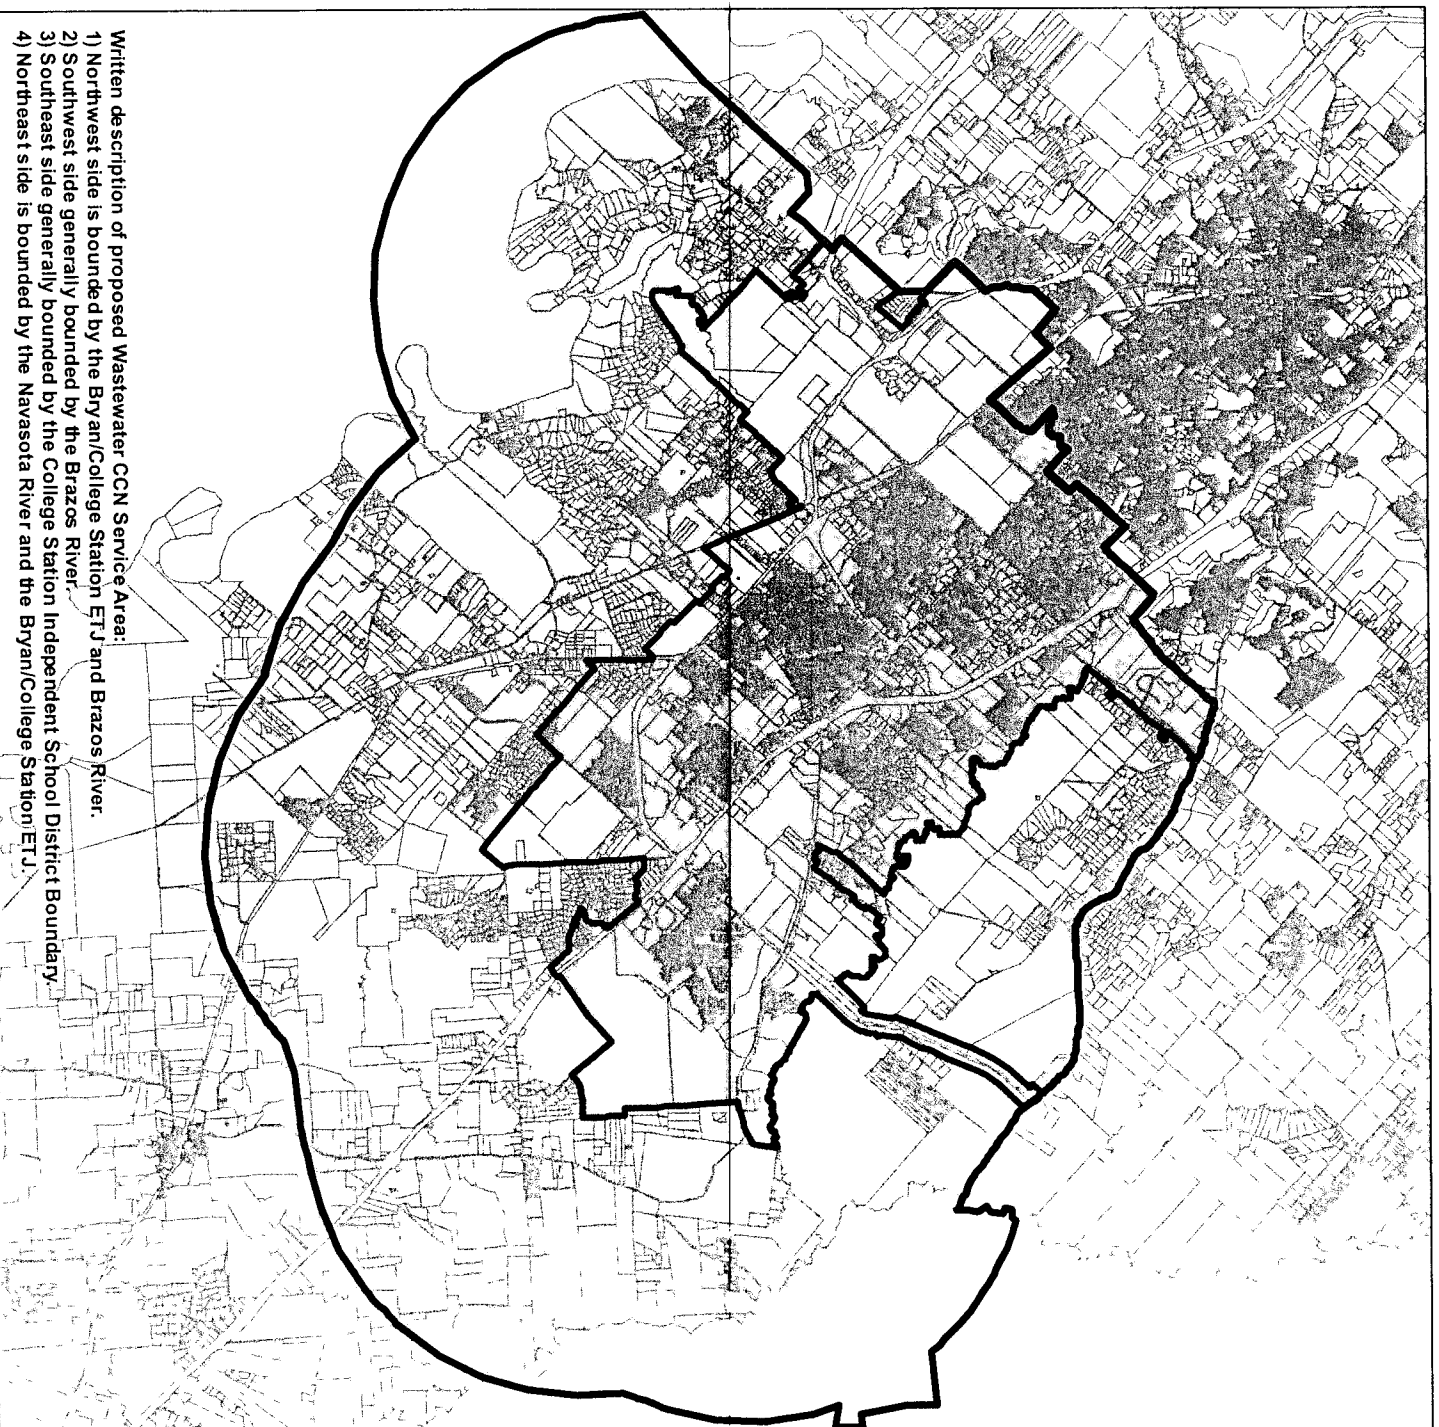 Written description of proposed Wastewater CCN Service Area:
1) Northwest side is bounded by the Bryan/College Station ETJ and Brazos River.
2) Southwest side generally bounded by the Brazos River.
3) Southeast side generally bounded by the College Station Independent School District Boundary.
4) Northeast side is bounded by the Navasota River and the Bryan/College Station ETJ.